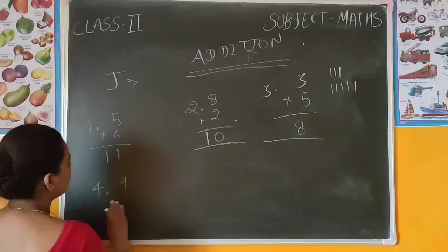 CLASS-II
SUBJECT-MATHS
ADDITION
J-
1. 5
+ 6
11
2. 8
+ 2
10
3. 3
+ 5
8
4. 9